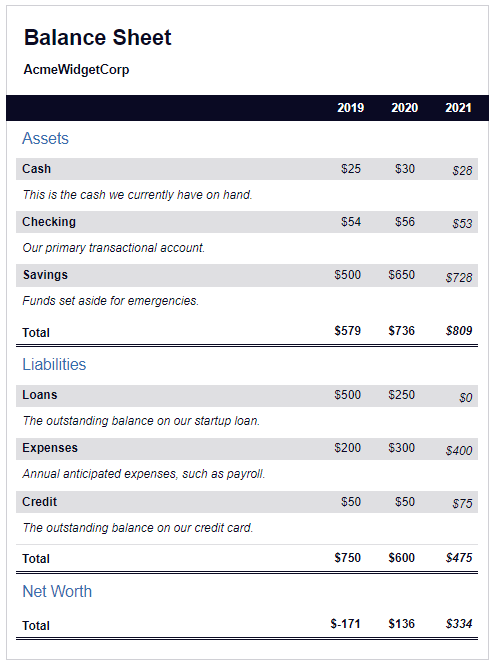 Balance Sheet
AcmeWidgetCorp
2019 2020 2021
Assets
Cash $25 $30 $28
This is the cash we currently have on hand.
Checking $54 $56 $53
Our primary transactional account.
Savings $500 $650 $728
Funds set aside for emergencies.
Total $579 $736 $809
Liabilities
Loans $500 $250 $0
The outstanding balance on our startup loan.
Expenses $200 $300 $400
Annual anticipated expenses, such as payroll.
Credit $50 $50 $75
The outstanding balance on our credit card.
Total $750 $600 $475
Net Worth
Total $-171 $136 $334